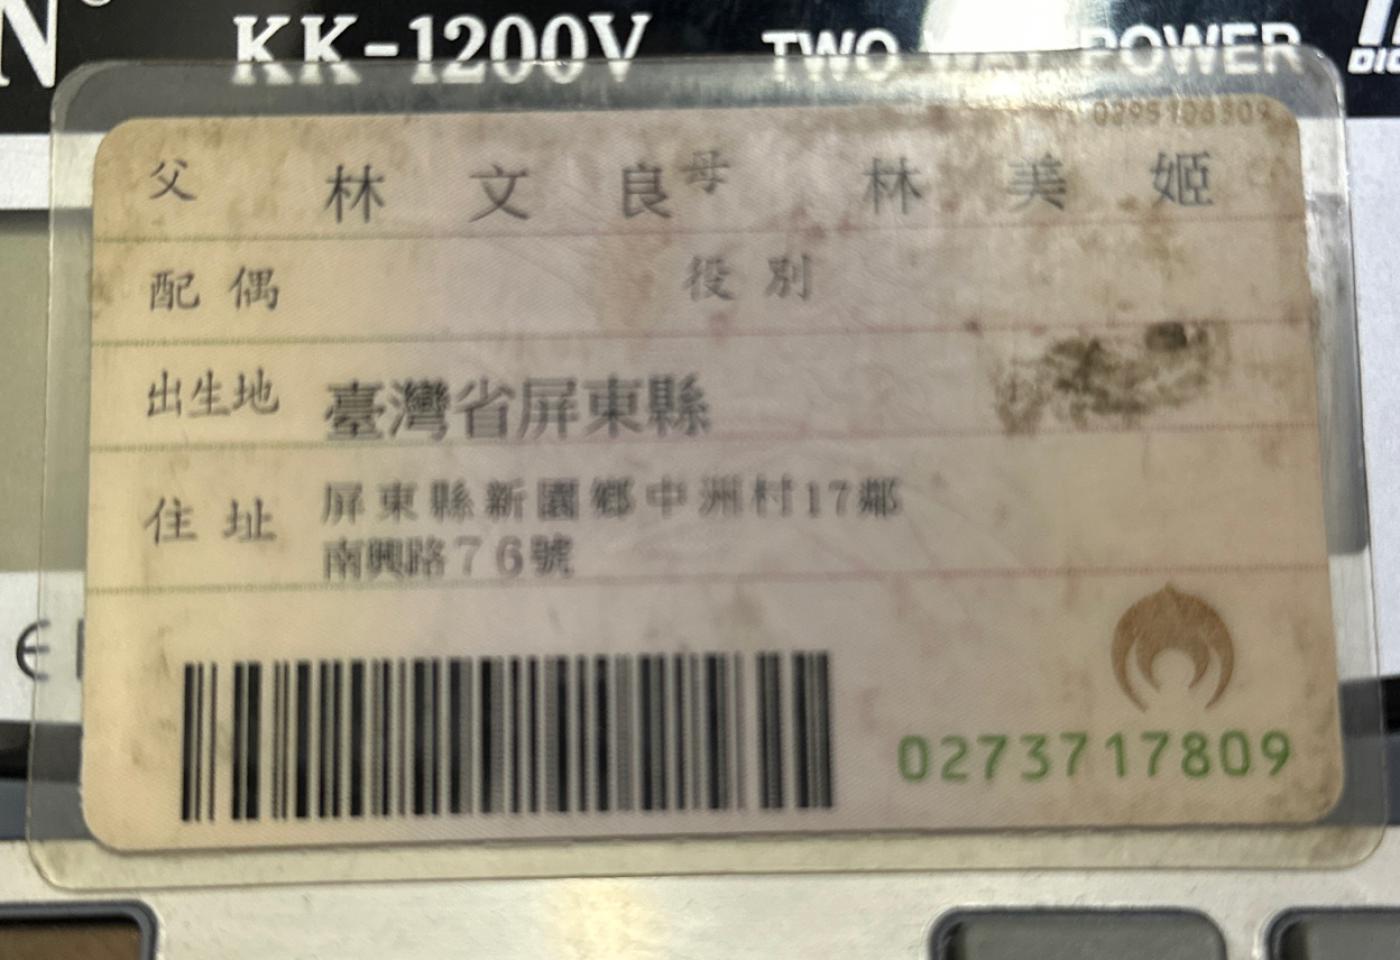 KK-1200V TWO WAY POWER
0295106309
父 林文良 母 林美姬
配偶 役別
出生地 臺灣省屏東縣
住址 屏東縣新園鄉中洲村17鄰
南興路76號
0273717809